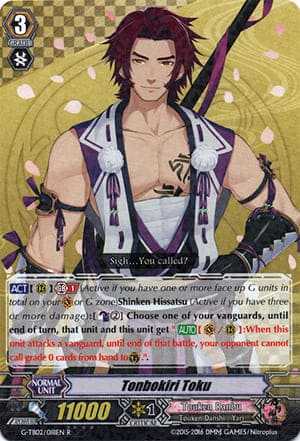 3
GRADE
Sigh…You called?
ACT [ ] GB 1 (Active if you have one or more face up G units in
total on your or G zone)Shinken Hissatsu (Active if you have three
or more damage):[ ] Choose one of your vanguards, until
end of turn, that unit and this unit get " AUTO [ / ]:When this
unit attacks a vanguard, until end of that battle, your opponent cannot
call grade 0 cards from hand to .".
NORMAL
UNIT
Tonbokiri Toku
POWER
11000
1
CRITICAL
Touken Ranbu
Touken Danshi - Yari
G-TB02/018EN R
©2015-2016 DMM GAMES/Nitroplus